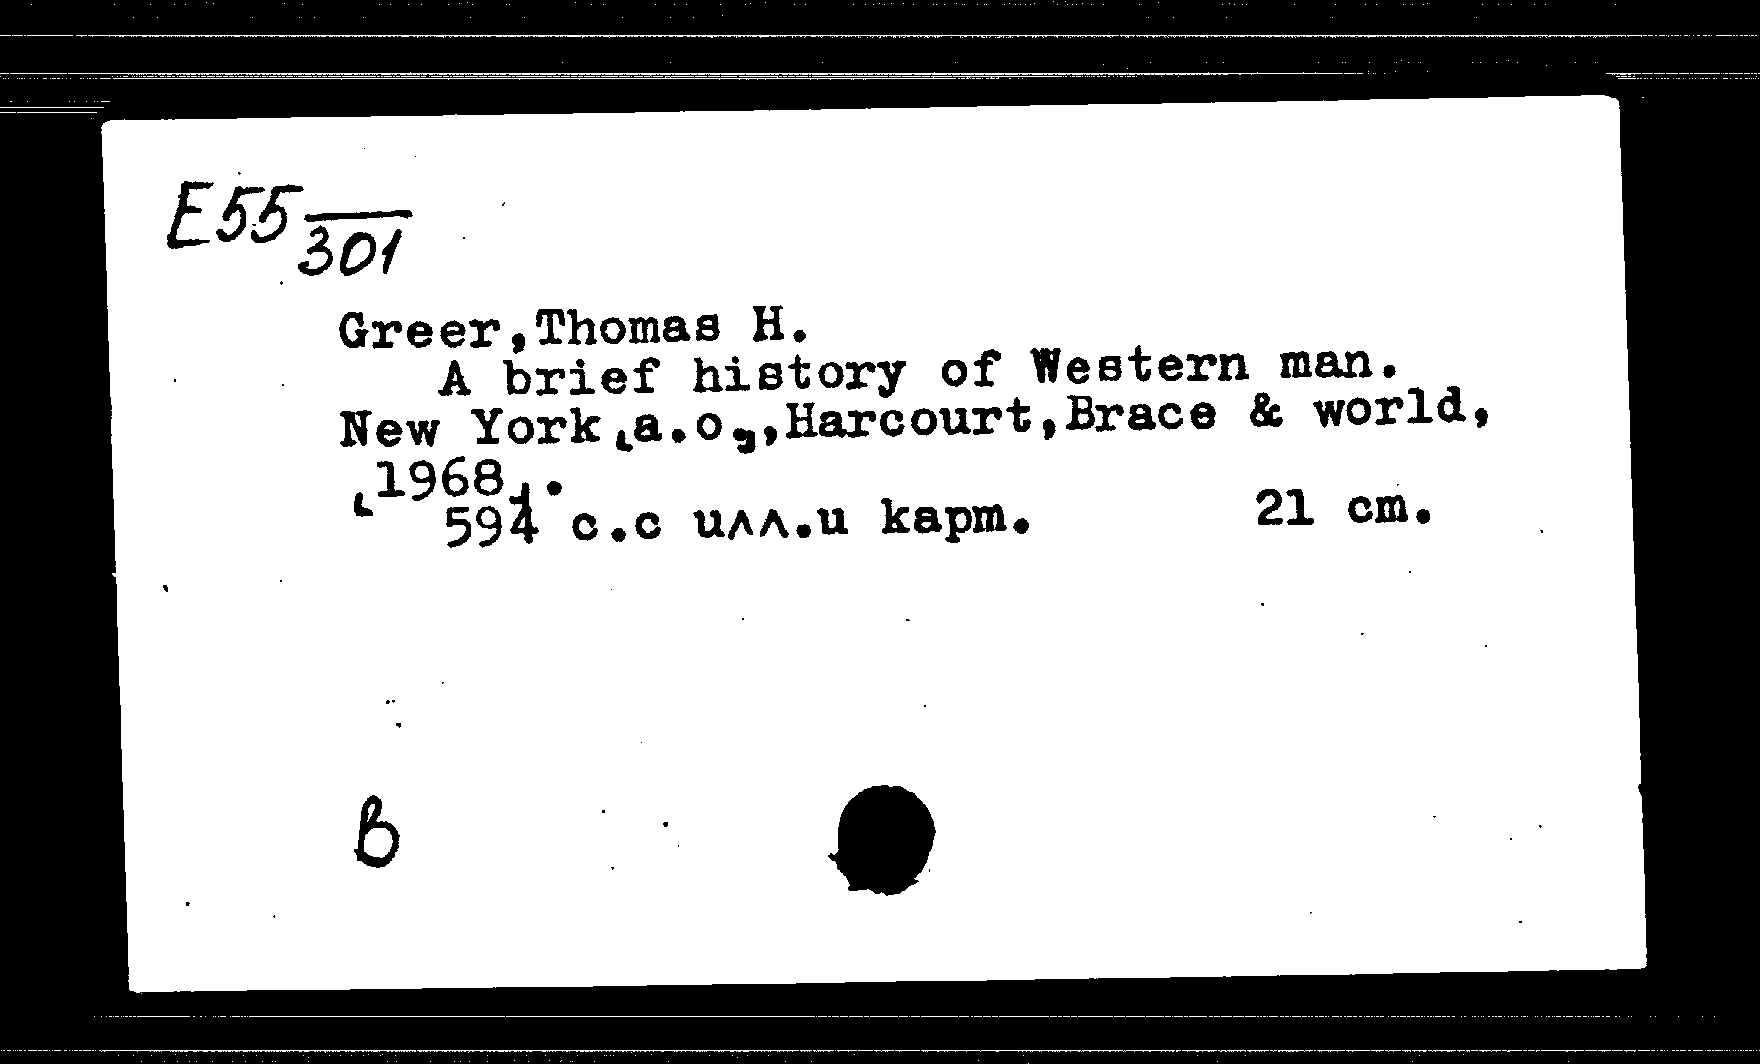 E55
301
Greer,Thomas H.
A brief history of Western man.
New York [a.o.],Harcourt,Brace & world,
[1968].
594 с.с илл.и карт. 21 cm.
В